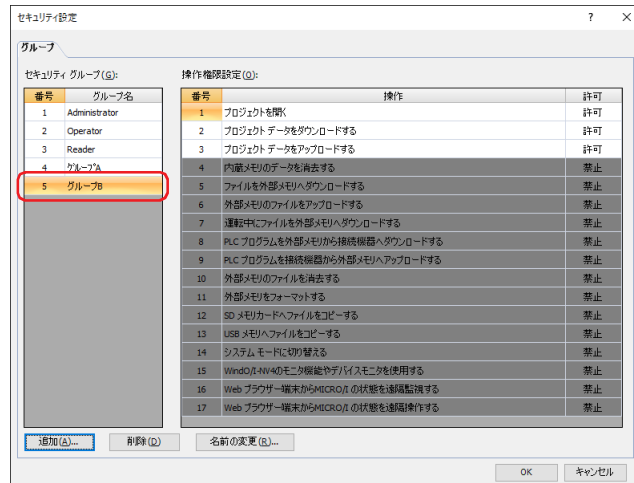 セキュリティ設定 ? ×
グループ
セキュリティ グループ(G):
番号 グループ名
1 Administrator
2 Operator
3 Reader
4 グループA
5 グループB
操作権限設定(O):
番号 操作 許可
1 プロジェクトを開く 許可
2 プロジェクト データをダウンロードする 許可
3 プロジェクト データをアップロードする 許可
4 内蔵メモリのデータを消去する 禁止
5 ファイルを外部メモリへダウンロードする 禁止
6 外部メモリのファイルをアップロードする 禁止
7 運転中にファイルを外部メモリへダウンロードする 禁止
8 PLC プログラムを外部メモリから接続機器へダウンロードする 禁止
9 PLC プログラムを接続機器から外部メモリへアップロードする 禁止
10 外部メモリのファイルを消去する 禁止
11 外部メモリをフォーマットする 禁止
12 SD メモリカードへファイルをコピーする 禁止
13 USB メモリへファイルをコピーする 禁止
14 システム モードに切り替える 禁止
15 WindO/I-NV4のモニタ機能やデバイスモニタを使用する 禁止
16 Web ブラウザー端末からMICRO/I の状態を遠隔監視する 禁止
17 Web ブラウザー端末からMICRO/I の状態を遠隔操作する 禁止
追加(A)... 削除(D) 名前の変更(R)...
OK キャンセル